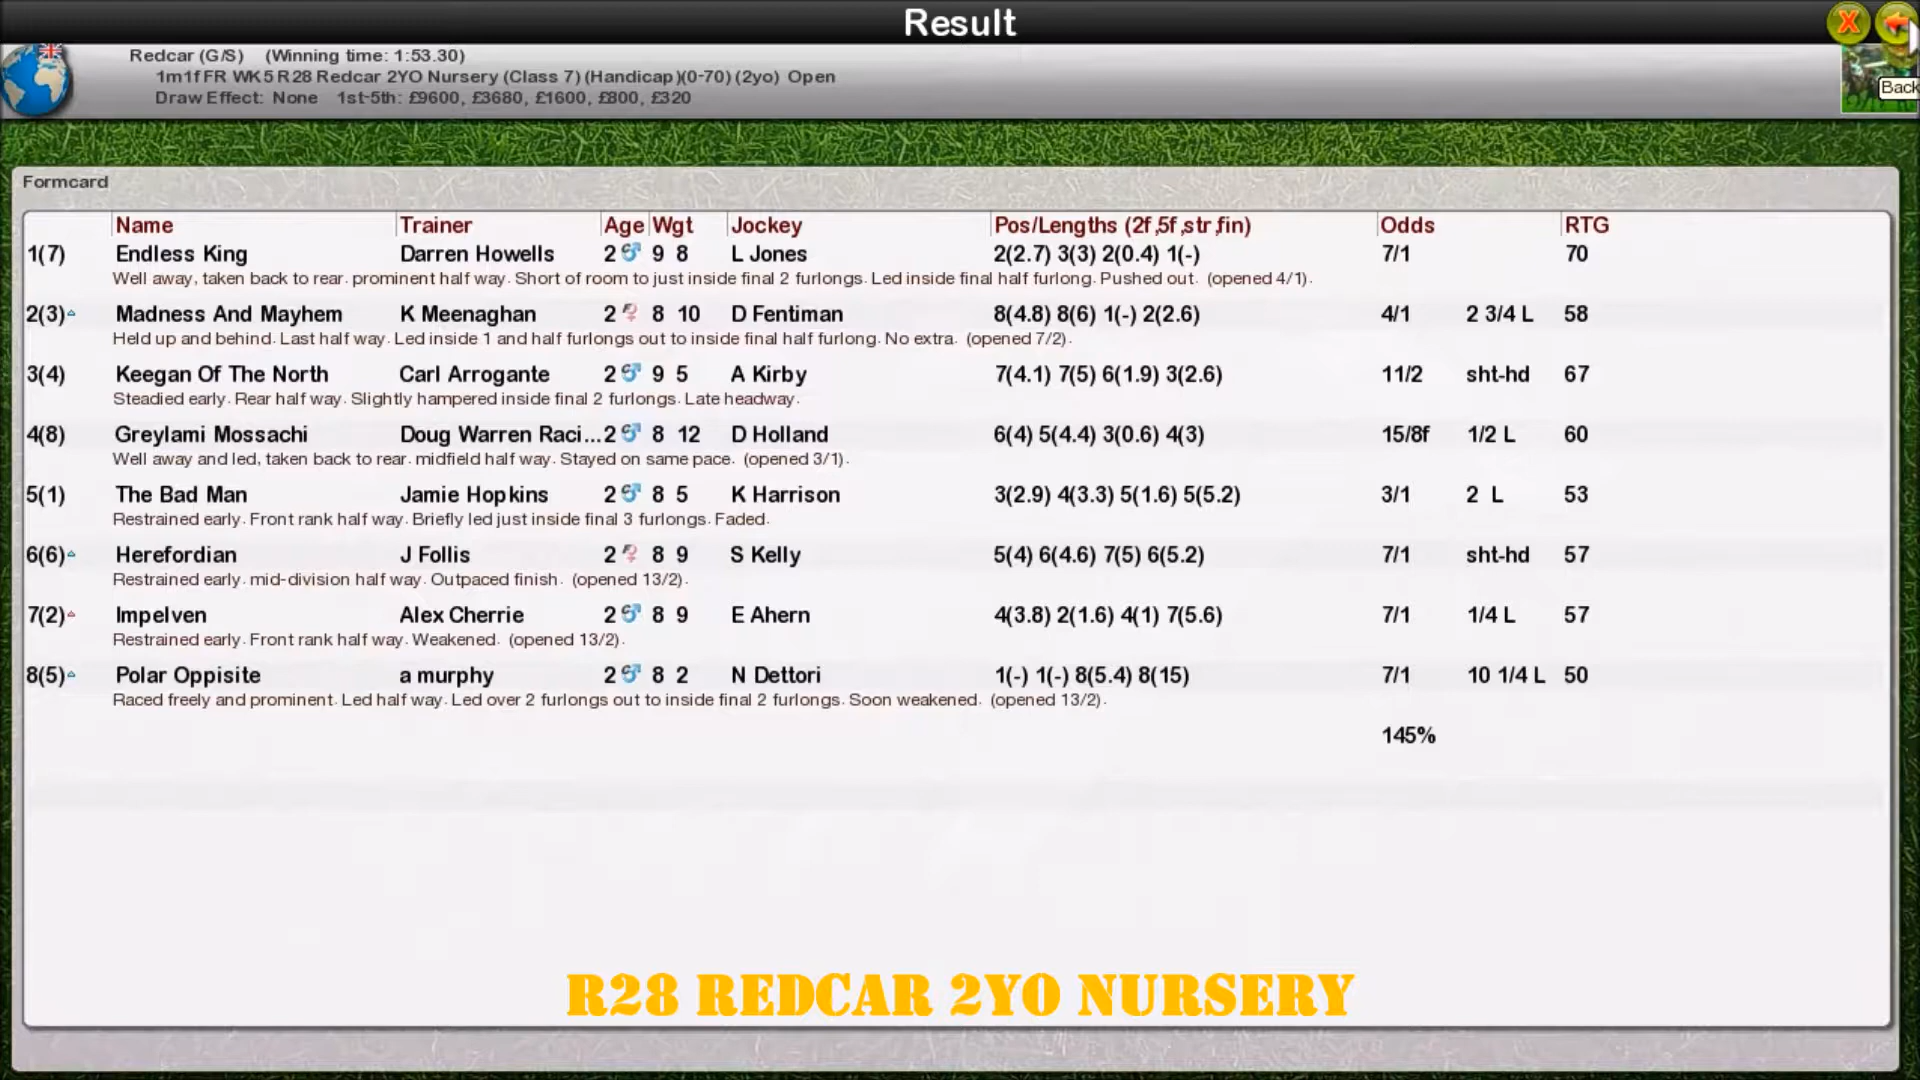 Result
Redcar (G/S) (Winning time: 1:53.30)
1m1f FR WK5 R28 Redcar 2YO Nursery (Class 7) (Handicap)(0-70) (2yo) Open
Draw Effect: None 1st-5th: £9600, £3680, £1600, £800, £320
Back
Formcard
Name Trainer Age Wgt Jockey Pos/Lengths (2f,5f,str,fin) Odds RTG
1(7) Endless King Darren Howells 2 9 8 L Jones 2(2.7) 3(3) 2(0.4) 1(-) 7/1 70
Well away, taken back to rear. prominent half way. Short of room to just inside final 2 furlongs. Led inside final half furlong. Pushed out. (opened 4/1).
2(3) Madness And Mayhem K Meenaghan 2 8 10 D Fentiman 8(4.8) 8(6) 1(-) 2(2.6) 4/1 2 3/4 L 58
Held up and behind. Last half way. Led inside 1 and half furlongs out to inside final half furlong. No extra. (opened 7/2).
3(4) Keegan Of The North Carl Arrogante 2 9 5 A Kirby 7(4.1) 7(5) 6(1.9) 3(2.6) 11/2 sht-hd 67
Steadied early. Rear half way. Slightly hampered inside final 2 furlongs. Late headway.
4(8) Greylami Mossachi Doug Warren Raci... 2 8 12 D Holland 6(4) 5(4.4) 3(0.6) 4(3) 15/8f 1/2 L 60
Well away and led, taken back to rear. midfield half way. Stayed on same pace. (opened 3/1).
5(1) The Bad Man Jamie Hopkins 2 8 5 K Harrison 3(2.9) 4(3.3) 5(1.6) 5(5.2) 3/1 2 L 53
Restrained early. Front rank half way. Briefly led just inside final 3 furlongs. Faded.
6(6) Herefordian J Follis 2 8 9 S Kelly 5(4) 6(4.6) 7(5) 6(5.2) 7/1 sht-hd 57
Restrained early. mid-division half way. Outpaced finish. (opened 13/2).
7(2) Impelven Alex Cherrie 2 8 9 E Ahern 4(3.8) 2(1.6) 4(1) 7(5.6) 7/1 1/4 L 57
Restrained early. Front rank half way. Weakened. (opened 13/2).
8(5) Polar Oppisite a murphy 2 8 2 N Dettori 1(-) 1(-) 8(5.4) 8(15) 7/1 10 1/4 L 50
Raced freely and prominent. Led half way. Led over 2 furlongs out to inside final 2 furlongs. Soon weakened. (opened 13/2).
145%
R28 REDCAR 2YO NURSERY